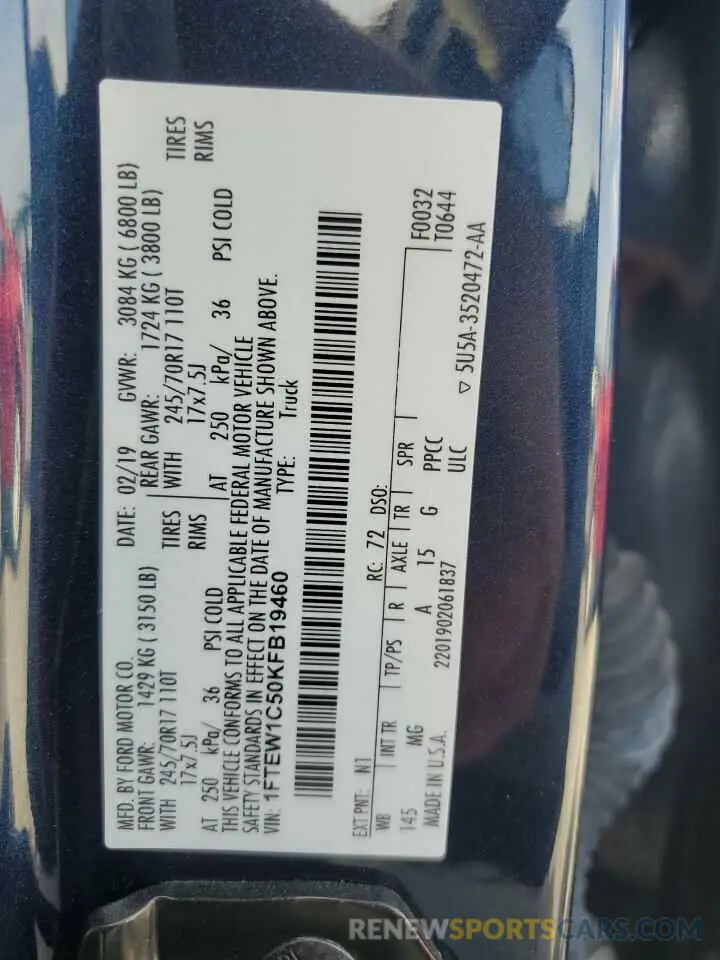 MFD. BY FORD MOTOR CO.
DATE: 02/19 GVWR: 3084 KG ( 6800 LB)
FRONT GAWR: 1429 KG ( 3150 LB) REAR GAWR: 1724 KG ( 3800 LB)
WITH 245/70R17 110T TIRES WITH 245/70R17 110T TIRES
17x7.5J RIMS 17x7.5J RIMS
AT 250 kPa/ 36 PSI COLD AT 250 kPa/ 36 PSI COLD
THIS VEHICLE CONFORMS TO ALL APPLICABLE FEDERAL MOTOR VEHICLE
SAFETY STANDARDS IN EFFECT ON THE DATE OF MANUFACTURE SHOWN ABOVE.
VIN: 1FTEW1C50KFB19460 TYPE: Truck
EXT PNT: N1 RC: 72 DSO:
WB INT TR TP/PS R AXLE TR SPR F0032
145 MG A 15 G PPCC T0644
MADE IN U.S.A. 2201902061837 ULC ▽ 5U5A-3520472-AA
RENEWSPORTSCARS.COM